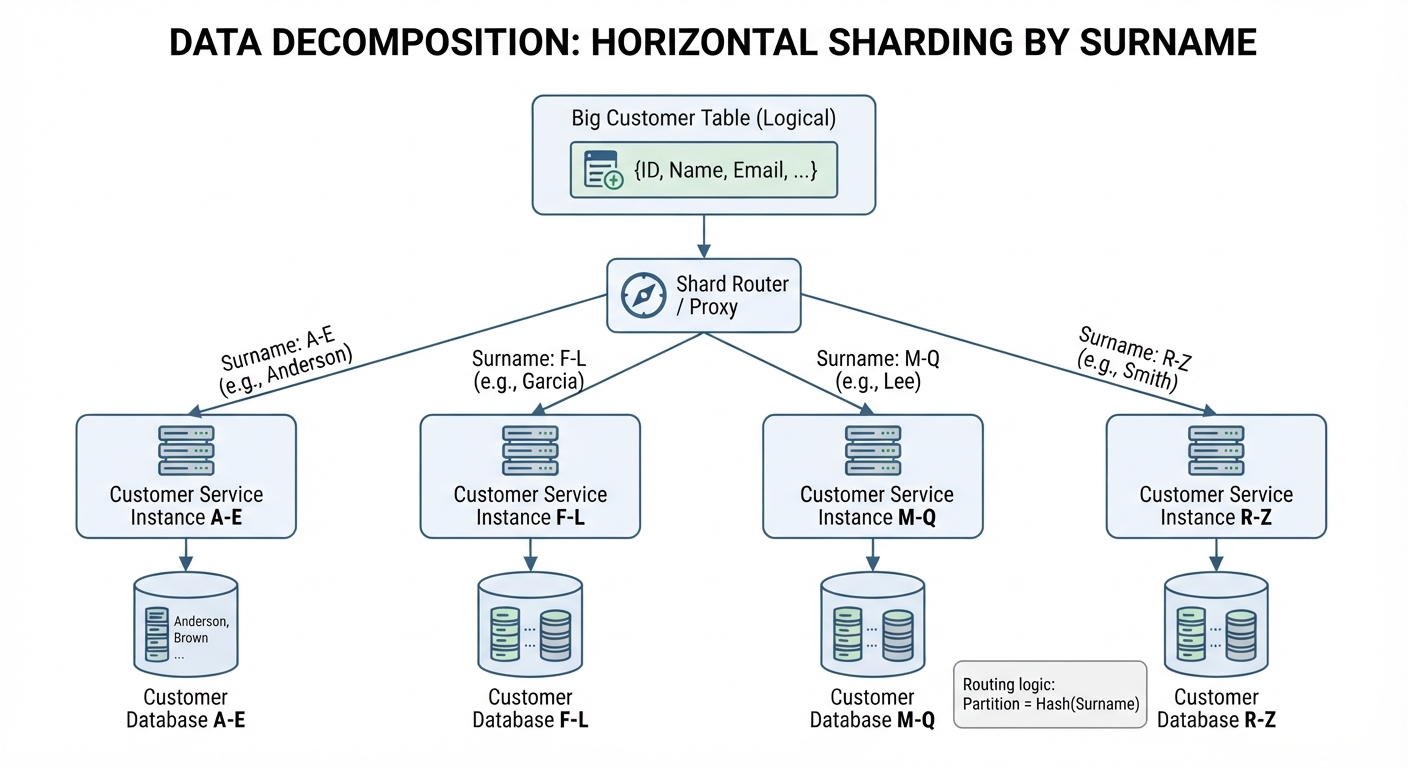 DATA DECOMPOSITION: HORIZONTAL SHARDING BY SURNAME
Big Customer Table (Logical)
{ID, Name, Email, ...}
Shard Router
/ Proxy
Surname: A-E
(e.g., Anderson)
Surname: F-L
(e.g., Garcia)
Surname: M-Q
(e.g., Lee)
Surname: R-Z
(e.g., Smith)
Customer Service
Instance A-E
Customer Service
Instance F-L
Customer Service
Instance M-Q
Customer Service
Instance R-Z
Anderson,
Brown
...
...
...
...
...
...
...
Customer
Database A-E
Customer
Database F-L
Customer
Database M-Q
Routing logic:
Partition = Hash(Surname)
Customer
Database R-Z